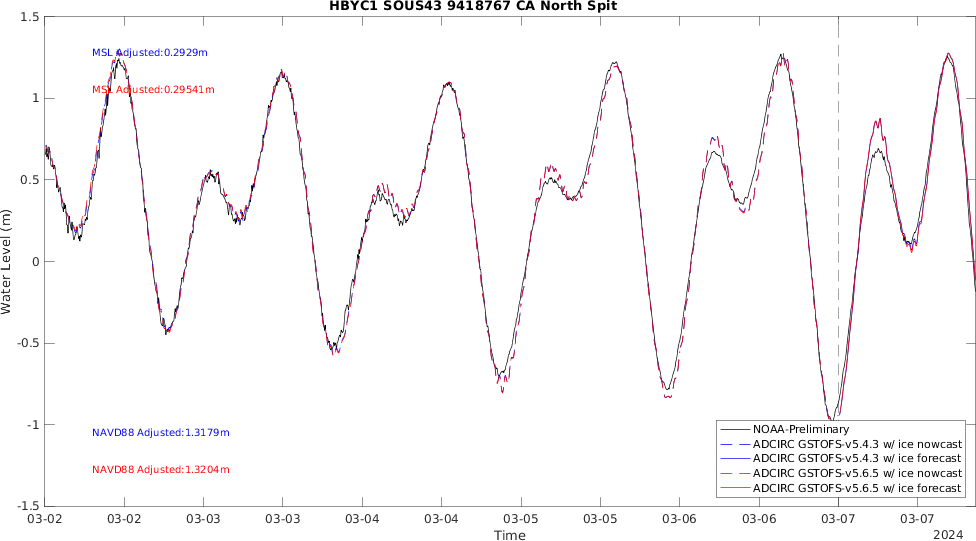 HBYC1 SOUS43 9418767 CA North Spit
1.5
1
0.5
0
-0.5
-1
-1.5
Water Level (m)
MSL Adjusted:0.2929m
MSL Adjusted:0.29541m
NAVD88 Adjusted:1.3179m
NAVD88 Adjusted:1.3204m
NOAA-Preliminary
ADCIRC GSTOFS-v5.4.3 w/ ice nowcast
ADCIRC GSTOFS-v5.4.3 w/ ice forecast
ADCIRC GSTOFS-v5.6.5 w/ ice nowcast
ADCIRC GSTOFS-v5.6.5 w/ ice forecast
03-02 03-02 03-03 03-03 03-04 03-04 03-05 03-05 03-06 03-06 03-07 03-07
Time
2024